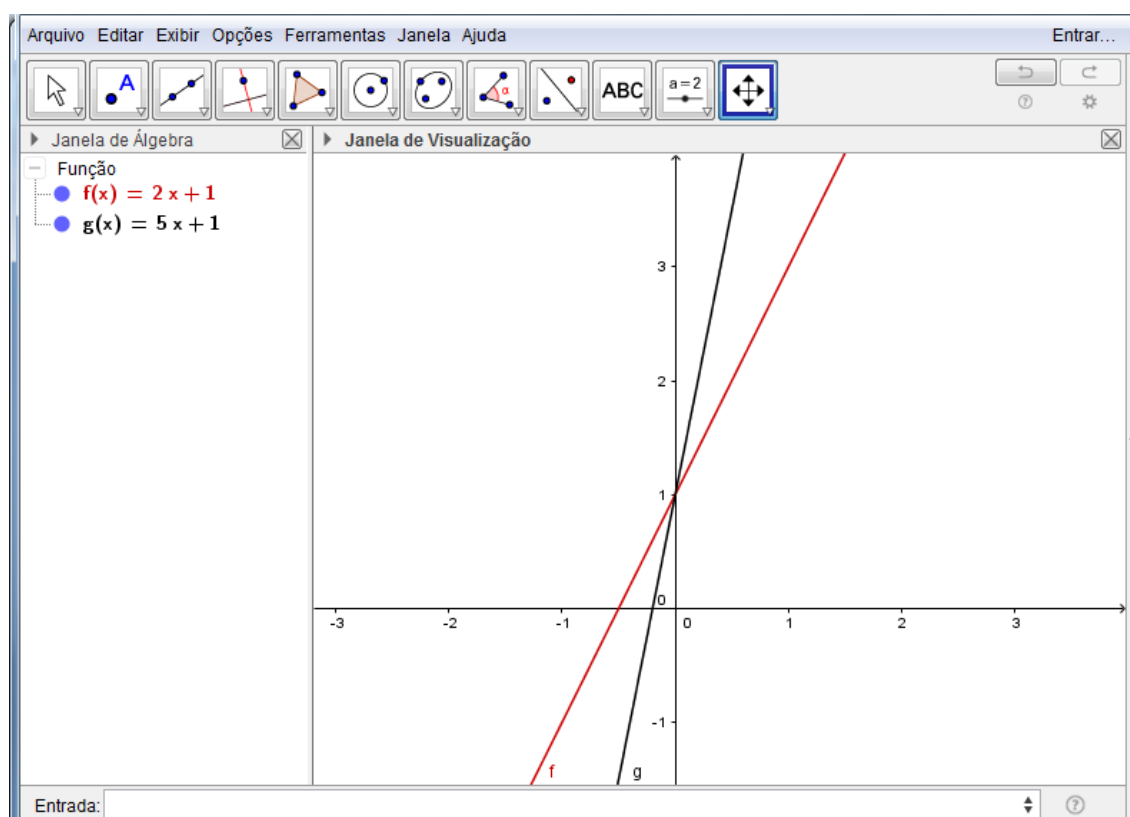 Arquivo Editar Exibir Opções Ferramentas Janela Ajuda Entrar...
A α ABC a=2
Janela de Álgebra
Janela de Visualização
Função
f(x) = 2 x + 1
g(x) = 5 x + 1
3
2
1
0
-3 -2 -1 0 1 2 3
-1
f g
Entrada: